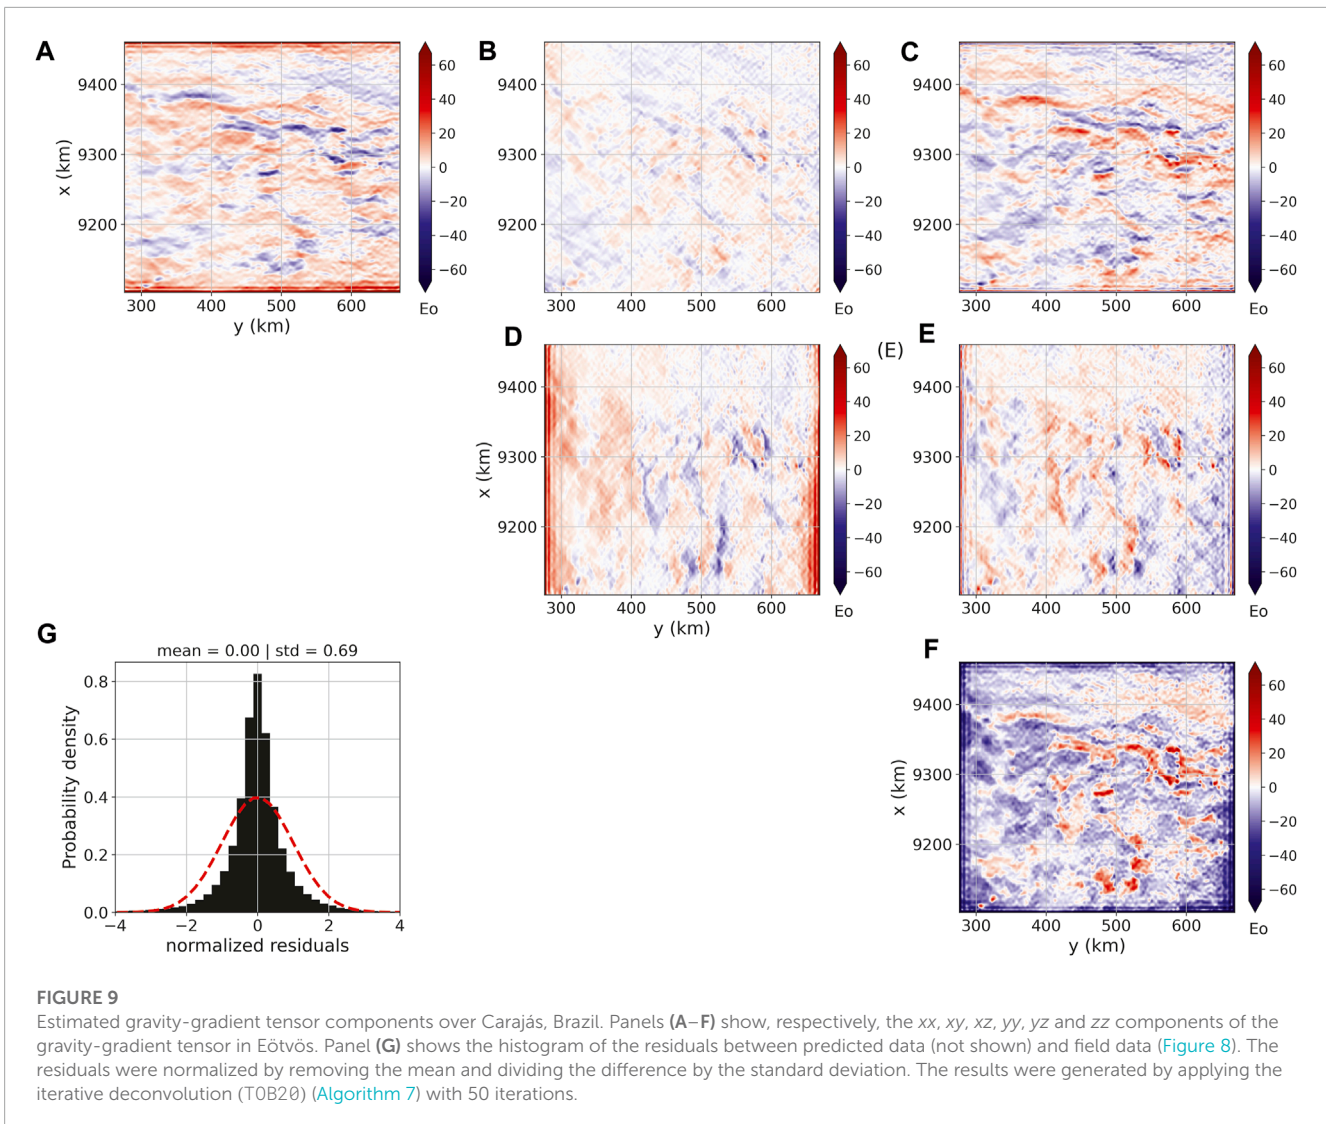 A
B
C
9400
9300
9200
x (km)
300 400 500 600
y (km)
60
40
20
0
−20
−40
−60
Eo
9400
9300
9200
300 400 500 600
60
40
20
0
−20
−40
−60
Eo
9400
9300
9200
300 400 500 600
60
40
20
0
−20
−40
−60
Eo
D
(E)
E
9400
9300
9200
x (km)
300 400 500 600
y (km)
60
40
20
0
−20
−40
−60
Eo
9400
9300
9200
300 400 500 600
60
40
20
0
−20
−40
−60
Eo
G
mean = 0.00 | std = 0.69
0.8
0.6
0.4
0.2
0.0
Probability density
−4 −2 0 2 4
normalized residuals
F
9400
9300
9200
x (km)
300 400 500 600
y (km)
60
40
20
0
−20
−40
−60
Eo
FIGURE 9
Estimated gravity-gradient tensor components over Carajás, Brazil. Panels (A–F) show, respectively, the xx, xy, xz, yy, yz and zz components of the
gravity-gradient tensor in Eötvös. Panel (G) shows the histogram of the residuals between predicted data (not shown) and field data (Figure 8). The
residuals were normalized by removing the mean and dividing the difference by the standard deviation. The results were generated by applying the
iterative deconvolution (TOB20) (Algorithm 7) with 50 iterations.